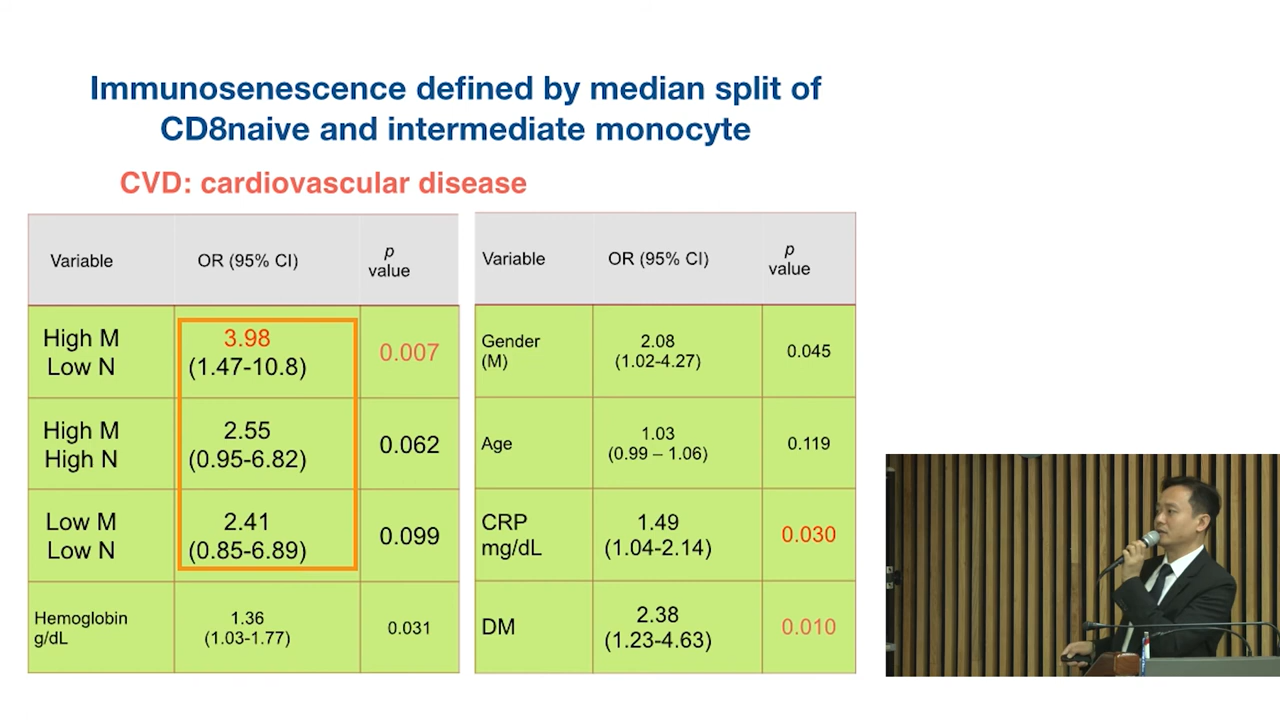 Immunosenescence defined by median split of
CD8naive and intermediate monocyte
CVD: cardiovascular disease
Variable OR (95% CI) p value
High M Low N 3.98 (1.47-10.8) 0.007
High M High N 2.55 (0.95-6.82) 0.062
Low M Low N 2.41 (0.85-6.89) 0.099
Hemoglobin g/dL 1.36 (1.03-1.77) 0.031
Variable OR (95% CI) p value
Gender (M) 2.08 (1.02-4.27) 0.045
Age 1.03 (0.99 – 1.06) 0.119
CRP mg/dL 1.49 (1.04-2.14) 0.030
DM 2.38 (1.23-4.63) 0.010